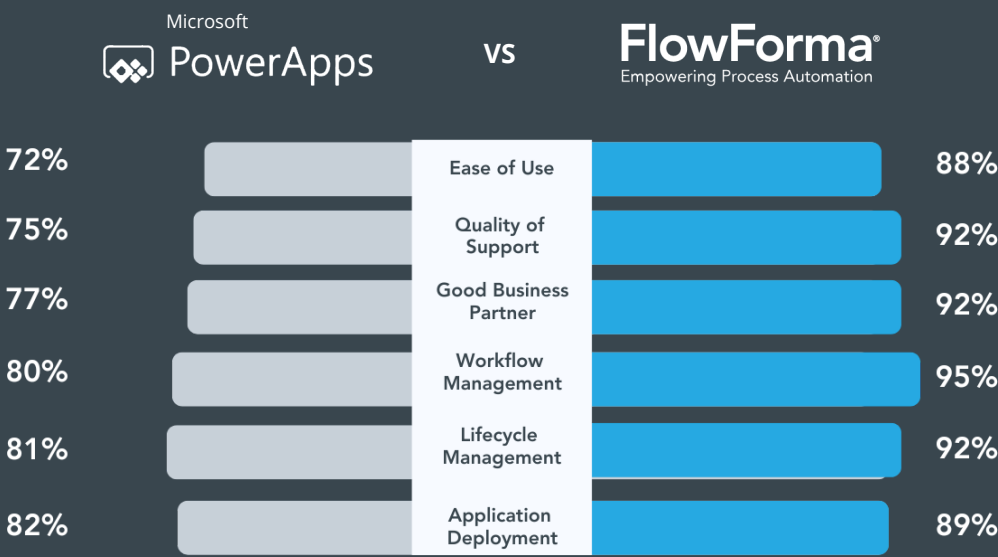 Microsoft
PowerApps
VS
FlowForma®
Empowering Process Automation
72%
Ease of Use
88%
75%
Quality of
Support
92%
77%
Good Business
Partner
92%
80%
Workflow
Management
95%
81%
Lifecycle
Management
92%
82%
Application
Deployment
89%